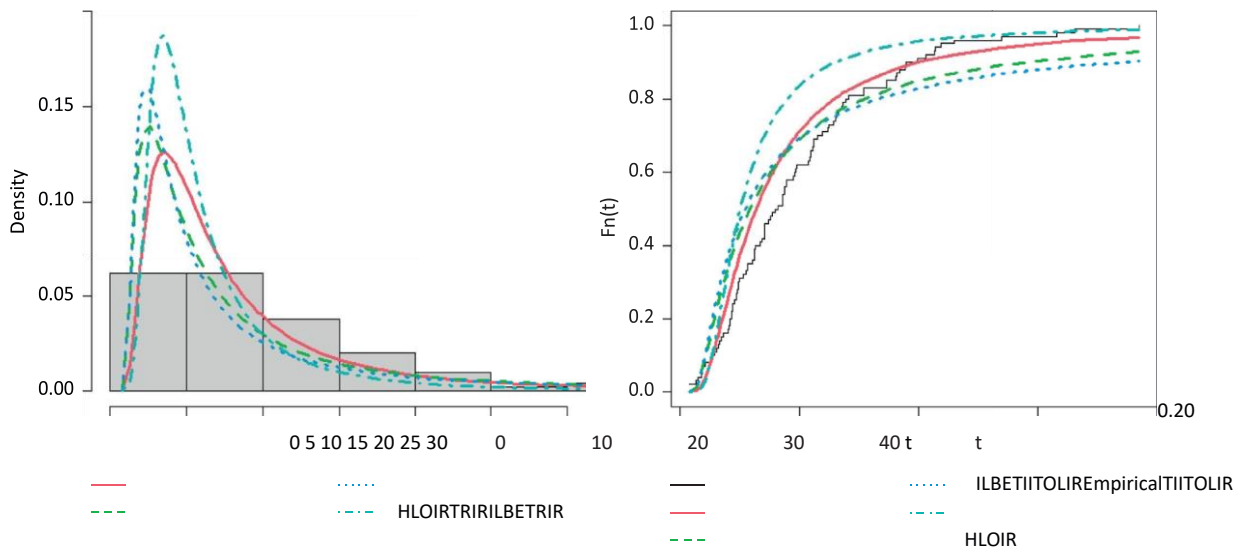 1.0
0.8
0.15
0.6
Density
0.10
Fn(t)
0.4
0.05
0.2
0.00
0.0
0.20
0 5 10 15 20 25 30 0 10
20 30 40 t t
ILBETIITOLIREmpiricalTIITOLIR
HLOIRTRIRILBETRIR
HLOIR